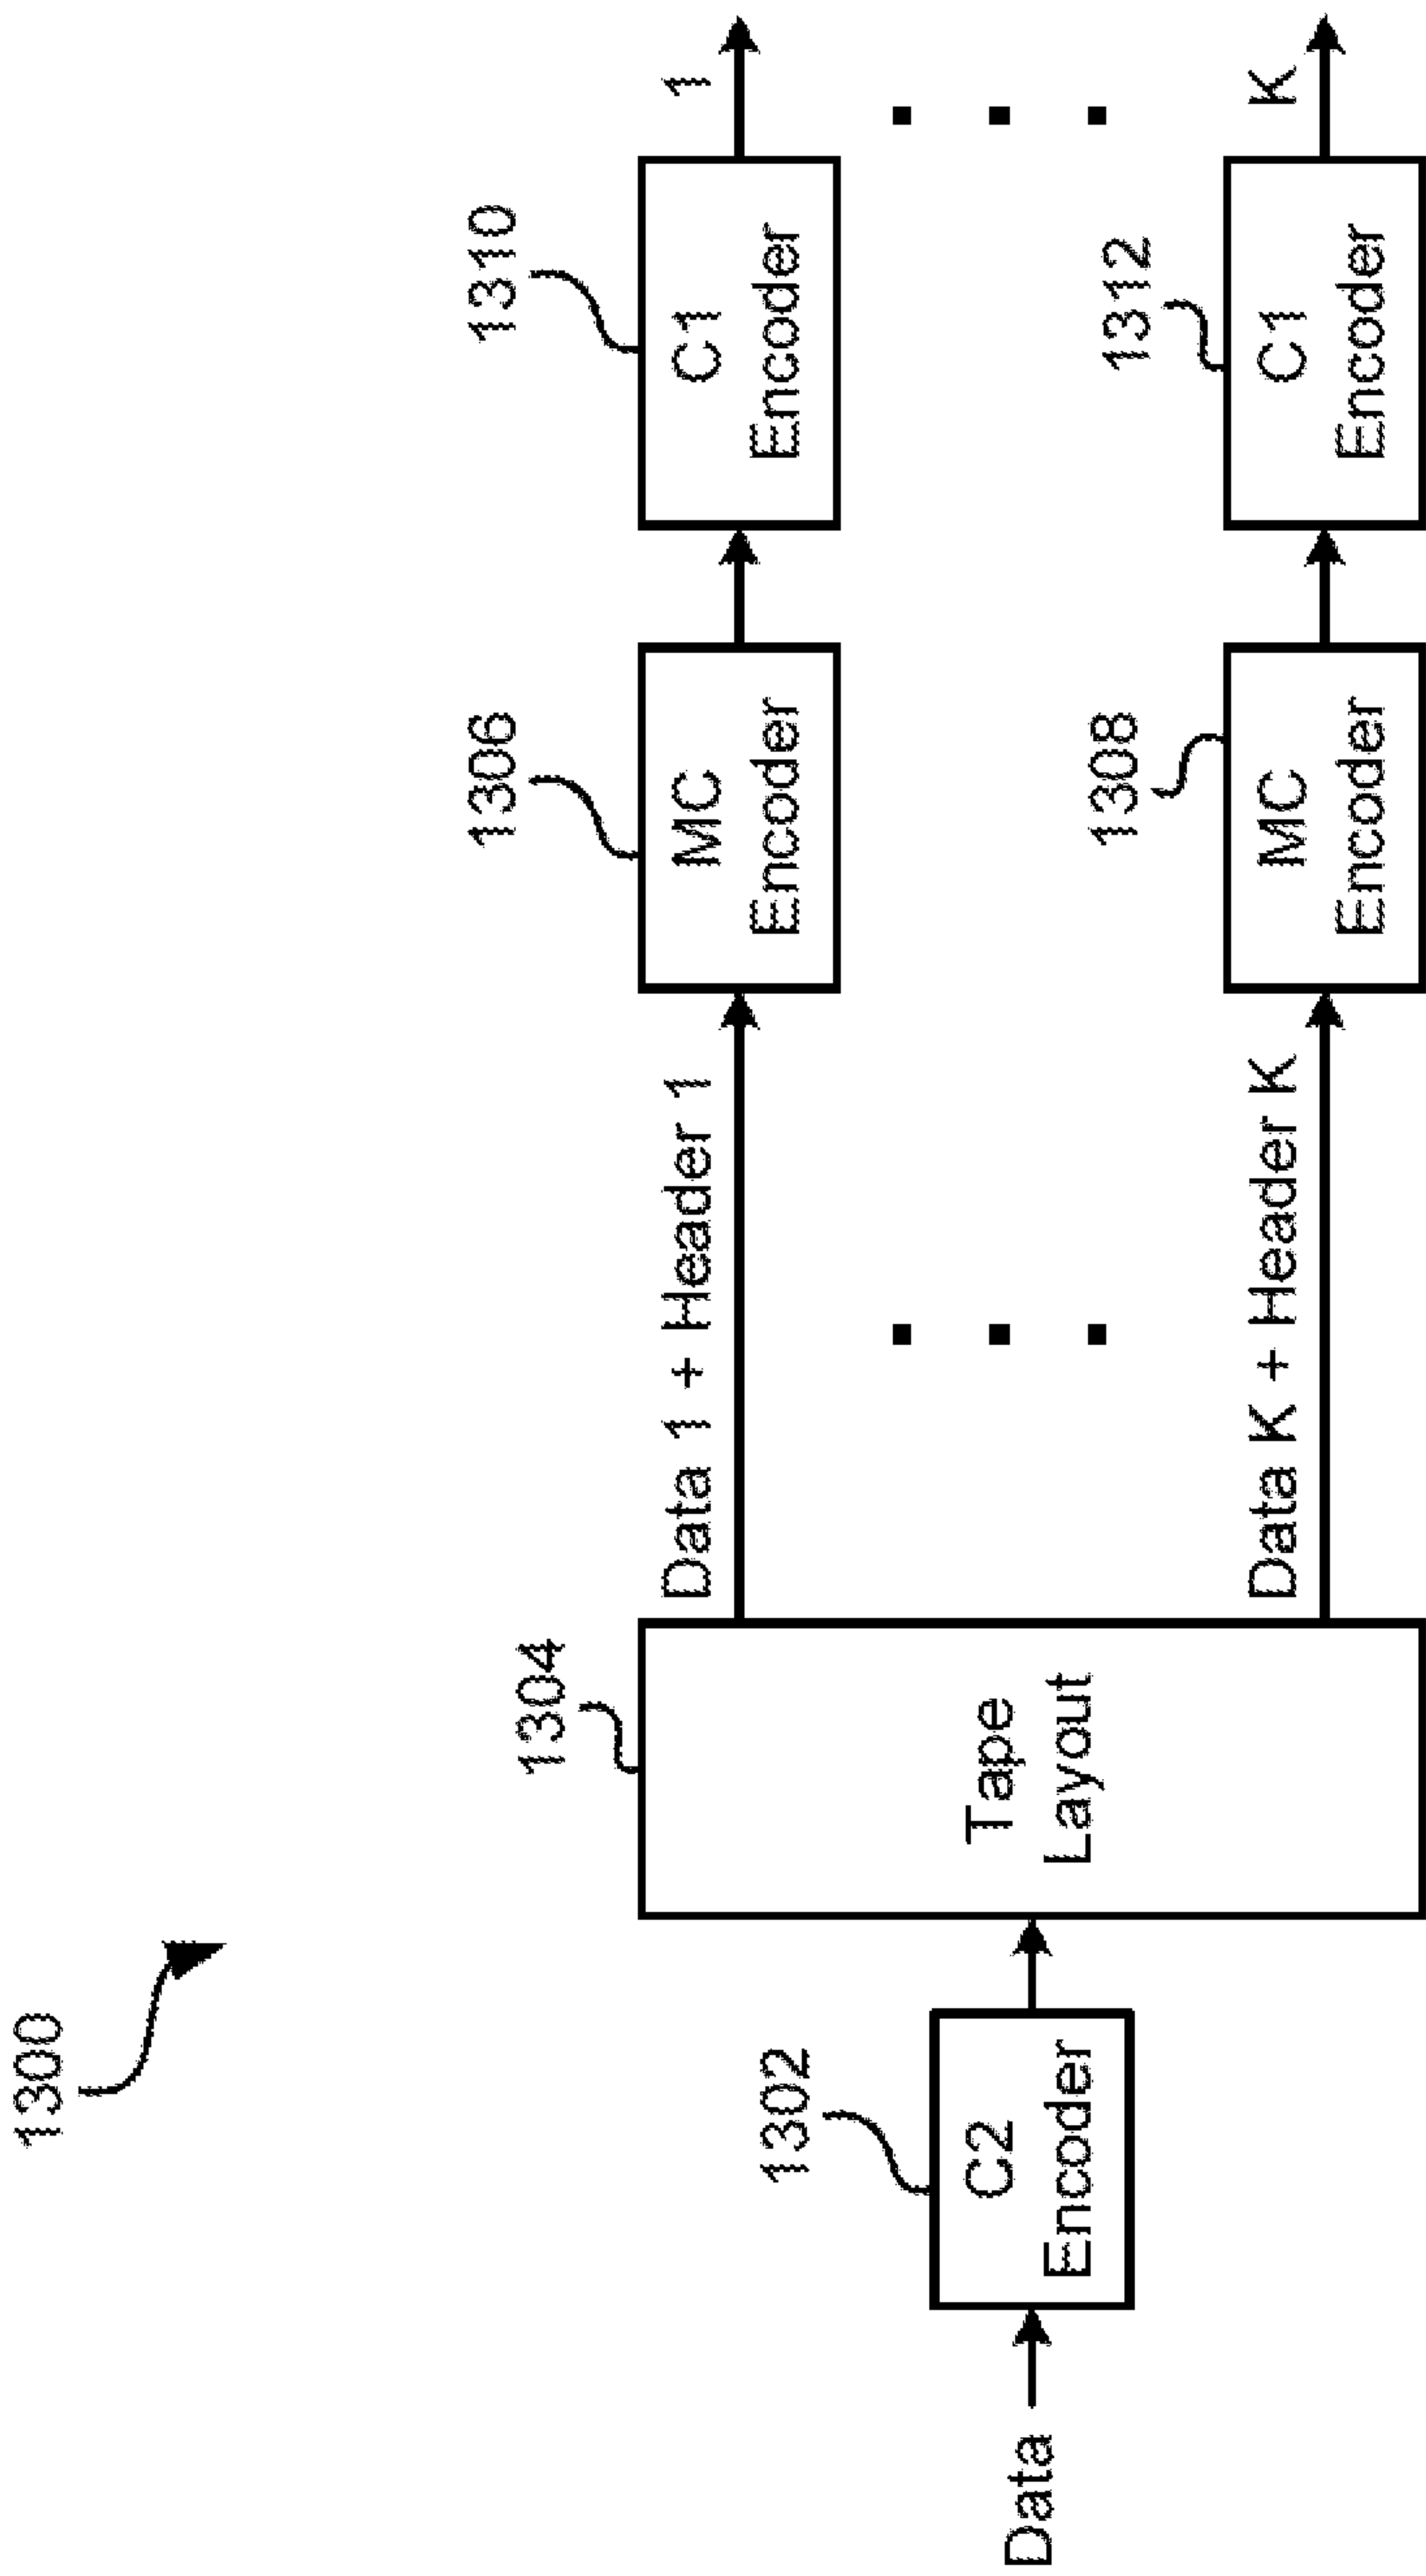 1300
1302
1304
1306
1310
Data
C2
Encoder
Tape
Layout
Data 1 + Header 1
MC
Encoder
C1
Encoder
1
Data K + Header K
1308
MC
Encoder
1312
C1
Encoder
K